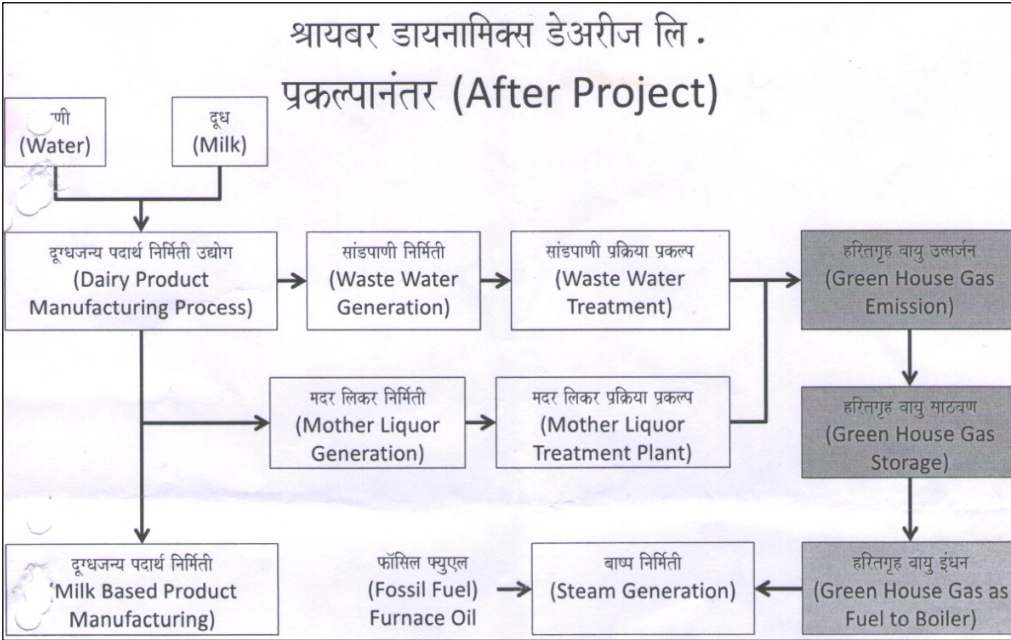 श्रायबर डायनामिक्स डेअरीज लि .
प्रकल्पानंतर (After Project)
(Water)
दूध
(Milk)
दूग्धजन्य पदार्थ निर्मिती उद्योग
(Dairy Product
Manufacturing Process)
सांडपाणी निर्मिती
(Waste Water
Generation)
सांडपाणी प्रक्रिया प्रकल्प
(Waste Water
Treatment)
हरितगृह वायु उत्सर्जन
(Green House Gas
Emission)
मदर लिकर निर्मिती
(Mother Liquor
Generation)
मदर लिकर प्रक्रिया प्रकल्प
(Mother Liquor
Treatment Plant)
हरितगृह वायु साठवण
(Green House Gas
Storage)
दूग्धजन्य पदार्थ निर्मिती
(Milk Based Product
Manufacturing)
फॉसिल फ्युएल
(Fossil Fuel)
Furnace Oil
बाष्प निर्मिती
(Steam Generation)
हरितगृह वायु इंधन
(Green House Gas as
Fuel to Boiler)